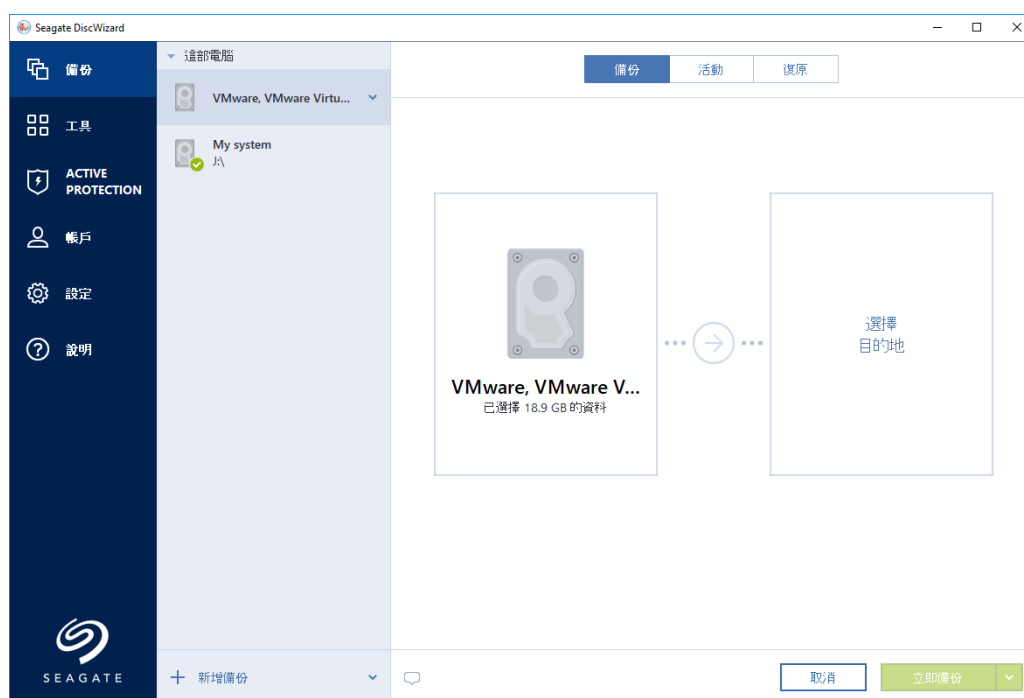 Seagate DiscWizard
備份
工具
ACTIVE
PROTECTION
帳戶
設定
說明
SEAGATE
這部電腦
VMware, VMware Virtu...
My system
J:\
新增備份
備份
活動
復原
VMware, VMware V...
已選擇 18.9 GB 的資料
選擇
目的地
取消
立即備份